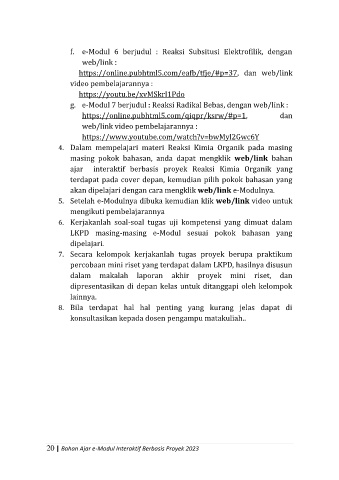 f. e-Modul 6 berjudul : Reaksi Subsitusi Elektrofilik, dengan
web/link :
https://online.pubhtml5.com/eafb/tfje/#p=37, dan web/link
video pembelajarannya :
https://youtu.be/xvMSkrI1Pdo
g. e-Modul 7 berjudul : Reaksi Radikal Bebas, dengan web/link :
https://online.pubhtml5.com/qiqpr/ksrw/#p=1, dan
web/link video pembelajarannya :
https://www.youtube.com/watch?v=bwMyl2Gwc6Y
4. Dalam mempelajari materi Reaksi Kimia Organik pada masing
masing pokok bahasan, anda dapat mengklik web/link bahan
ajar interaktif berbasis proyek Reaksi Kimia Organik yang
terdapat pada cover depan, kemudian pilih pokok bahasan yang
akan dipelajari dengan cara mengklik web/link e-Modulnya.
5. Setelah e-Modulnya dibuka kemudian klik web/link video untuk
mengikuti pembelajarannya
6. Kerjakanlah soal-soal tugas uji kompetensi yang dimuat dalam
LKPD masing-masing e-Modul sesuai pokok bahasan yang
dipelajari.
7. Secara kelompok kerjakanlah tugas proyek berupa praktikum
percobaan mini riset yang terdapat dalam LKPD, hasilnya disusun
dalam makalah laporan akhir proyek mini riset, dan
dipresentasikan di depan kelas untuk ditanggapi oleh kelompok
lainnya.
8. Bila terdapat hal hal penting yang kurang jelas dapat di
konsultasikan kepada dosen pengampu matakuliah..
20 | Bahan Ajar e-Modul Interaktif Berbasis Proyek 2023